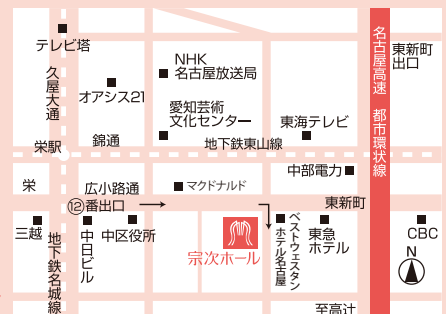 テレビ塔
久屋大通
オアシス21
NHK
名古屋放送局
名古屋高速 都市環状線
東新町
出口
愛知芸術
文化センター
東海テレビ
錦通
地下鉄東山線
栄駅
中部電力
栄
広小路通
マクドナルド
⑫番出口
東新町
三越
地下鉄名城線
中日ビル
中区役所
宗次ホール
ベストウェスタン
ホテル名古屋
東急
ホテル
CBC
N
至高辻